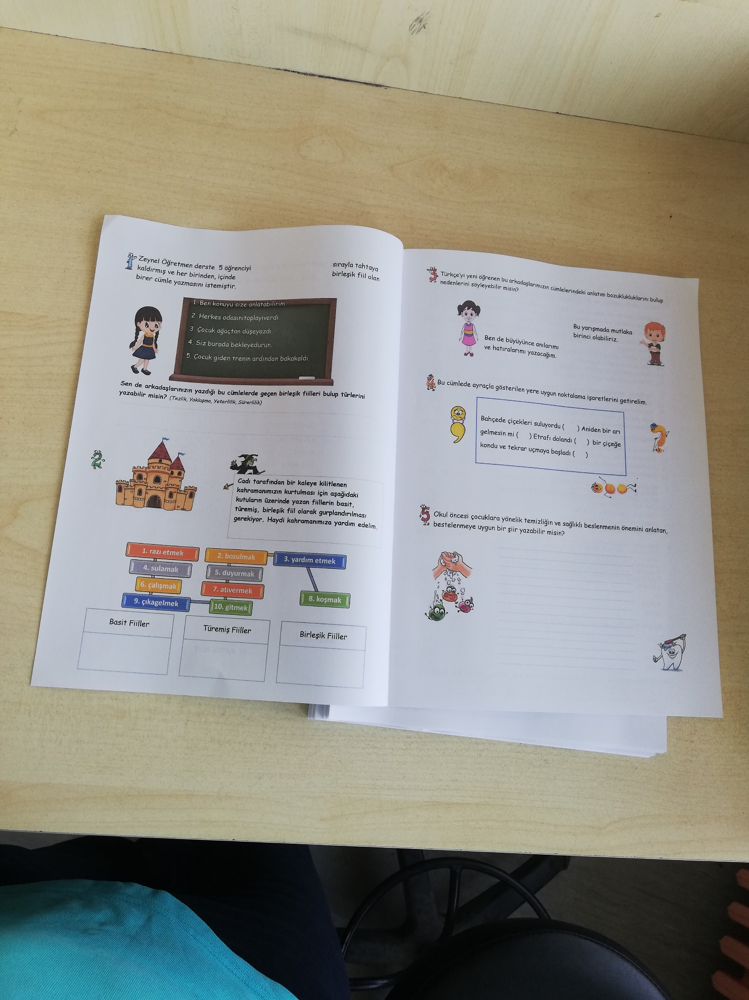 1 Zeynel Öğretmen derste 5 öğrenciyi sırayla tahtaya
kaldırmış ve her birinden, içinde birleşik fiil olan
birer cümle yazmasını istemiştir.
1. Ben konuyu size anlatabilirim
2. Herkes odasınıtoplayıverdi.
3. Çocuk ağaçtan düşeyazdı.
4. Siz burada bekleyedurun.
5. Çocuk giden trenin ardından bakakaldı.
Sen de arkadaşlarınızın yazdığı bu cümlelerde geçen birleşik fiilleri bulup türlerini
yazabilir misin? (Tezlik, Yaklaşma, Yeterlilik, Sürerlilik)
2
Cadı tarafından bir kaleye kilitlenen
kahramanımızın kurtulması için aşağıdaki
kutuların üzerinde yazan fiillerin basit,
türemiş, birleşik fiil olarak gurplandırılması
gerekiyor. Haydi kahramanımıza yardım edelim.
1. razı etmek
2. bozulmak
3. yardım etmek
4. sulamak
5. duyurmak
6. çalışmak
7. atıvermek
8. koşmak
9. çıkagelmek
10. gitmek
Basit Fiiller
Türemiş Fiiller
Birleşik Fiiller
3 Türkçe'yi yeni öğrenen bu arkadaşlarımızın cümlelerindeki anlatım bozuklukluklarını bulup
nedenlerini söyleyebilir misin?
Ben de büyüyünce anılarımı
ve hatıralarımı yazacağım.
Bu yarışmada mutlaka
birinci olabiliriz.
4 Bu cümlede ayraçla gösterilen yere uygun noktalama işaretlerini getirelim.
Bahçede çiçekleri suluyordu ( ) Aniden bir arı
gelmesin mi ( ) Etrafı dolandı ( ) bir çiçeğe
kondu ve tekrar uçmaya başladı ( )
5 Okul öncesi çocuklara yönelik temizliğin ve sağlıklı beslenmenin önemini anlatan,
bestelenmeye uygun bir şiir yazabilir misin?